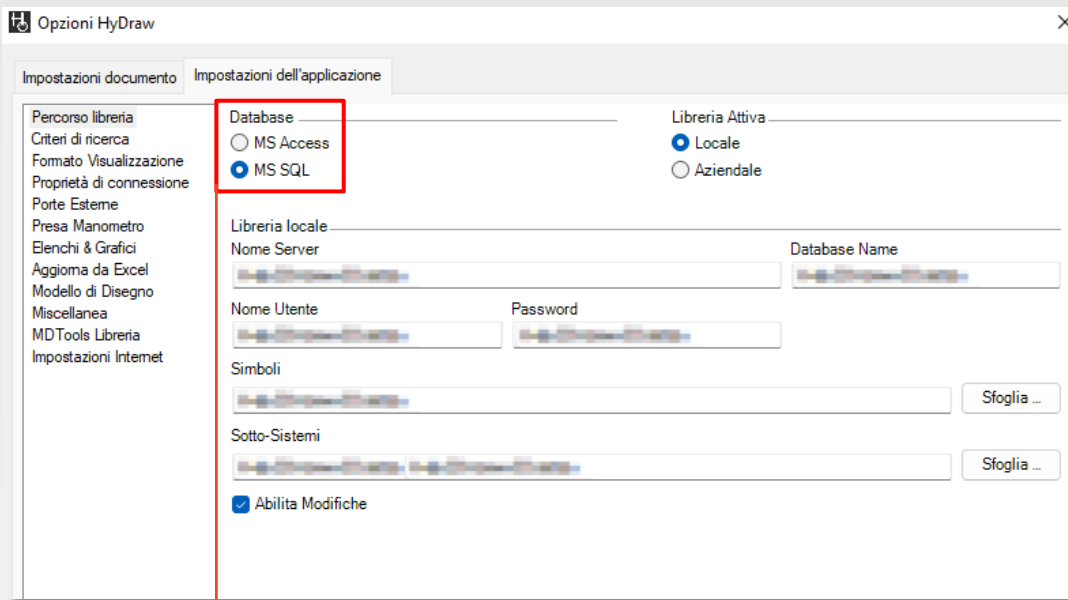 Opzioni HyDraw
Impostazioni documento
Impostazioni dell'applicazione
Percorso libreria
Criteri di ricerca
Formato Visualizzazione
Proprietà di connessione
Porte Esterne
Presa Manometro
Elenchi & Grafici
Aggiorna da Excel
Modello di Disegno
Miscellanea
MDTools Libreria
Impostazioni Internet
Database
MS Access
MS SQL
Libreria Attiva
Locale
Aziendale
Libreria locale
Nome Server
Database Name
Nome Utente
Password
Simboli
Sfoglia ...
Sotto-Sistemi
Sfoglia ...
Abilita Modifiche